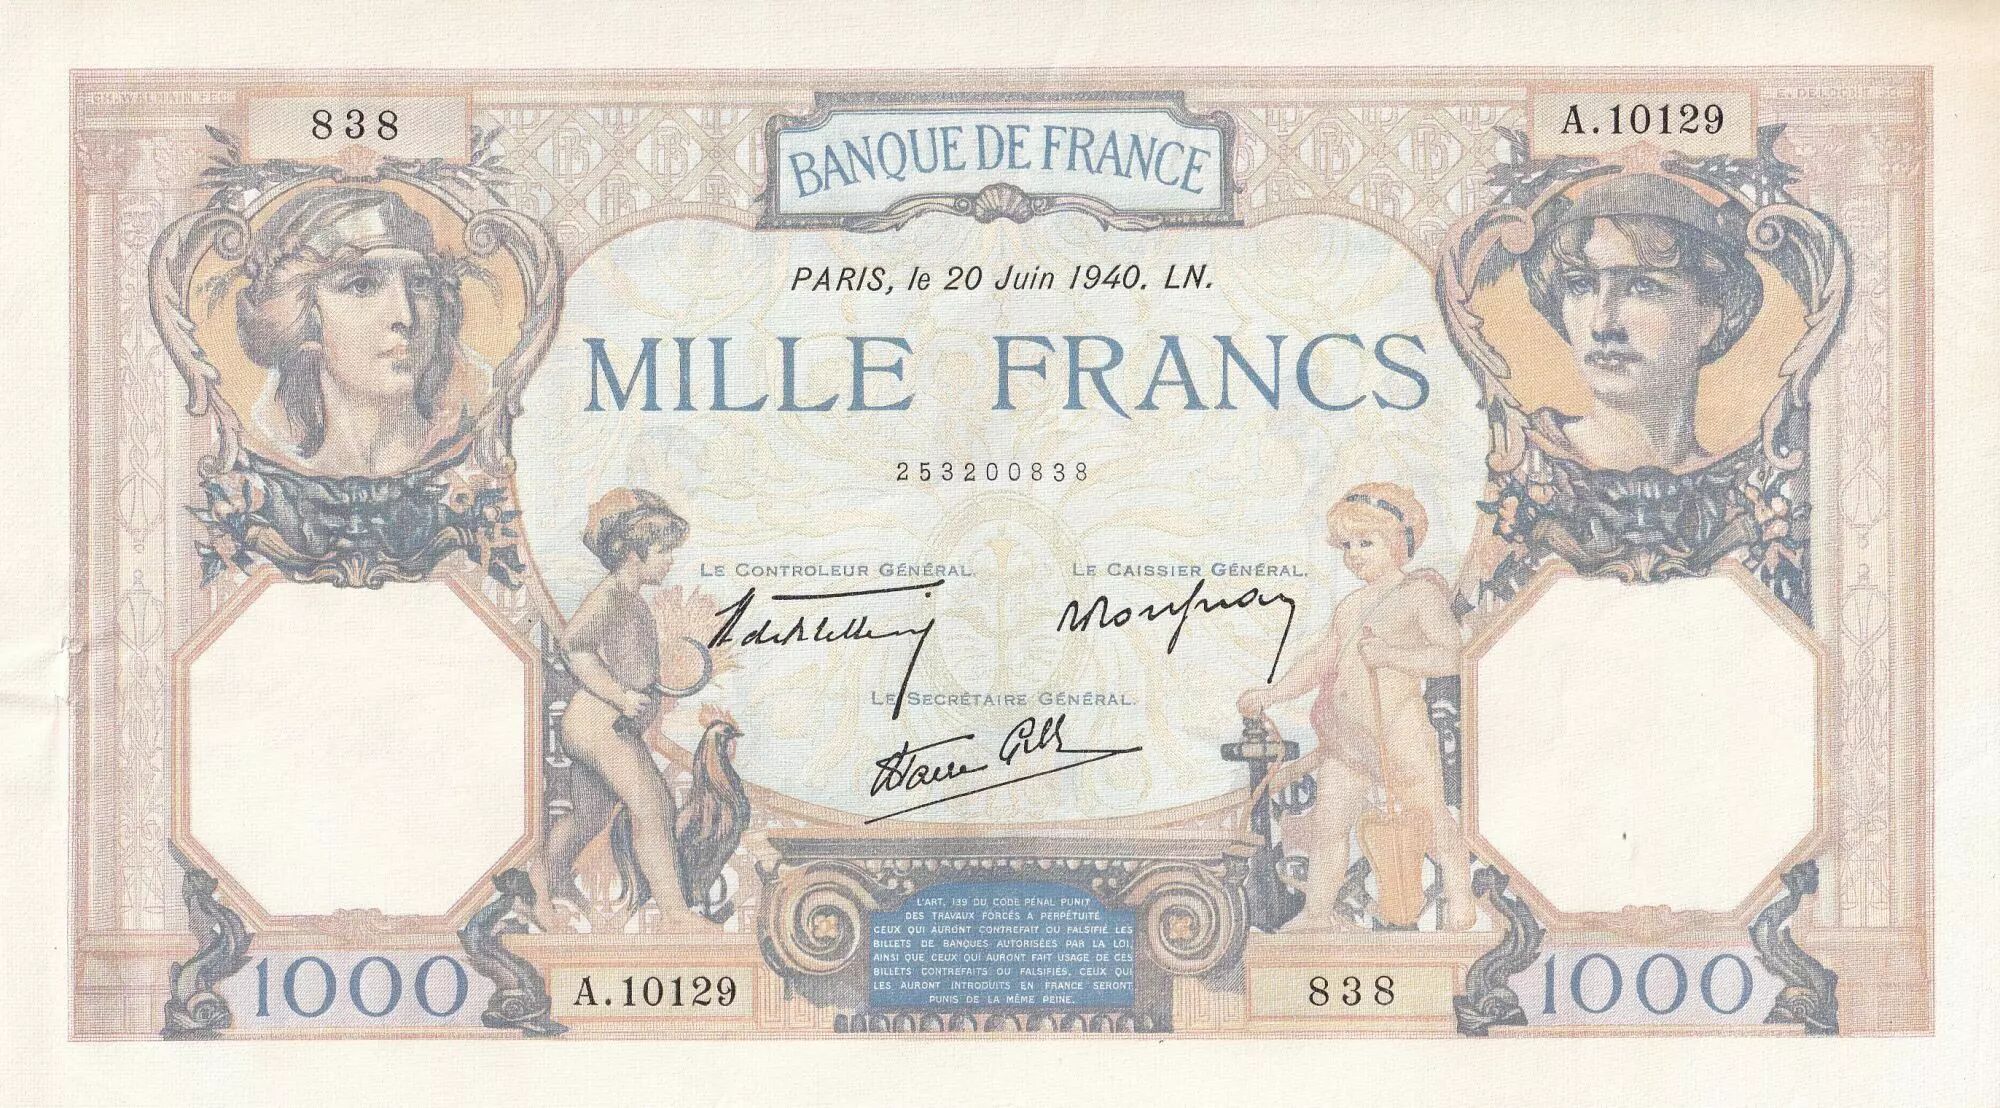 838
A.10129
BANQUE DE FRANCE
PARIS, le 20 Juin 1940. LN.
MILLE FRANCS
253200838
LE CONTROLEUR GÉNÉRAL.
LE CAISSIER GÉNÉRAL.
LE SECRÉTAIRE GÉNÉRAL.
L'ART. 139 DU CODE PÉNAL PUNIT
DES TRAVAUX FORCÉS A PERPÉTUITÉ
CEUX QUI AURONT CONTREFAIT OU FALSIFIÉ LES
BILLETS DE BANQUES AUTORISÉES PAR LA LOI,
AINSI QUE CEUX QUI AURONT FAIT USAGE DE CES
BILLETS CONTREFAITS OU FALSIFIÉS, CEUX QUI
LES AURONT INTRODUITS EN FRANCE SERONT
PUNIS DE LA MÊME PEINE.
1000
A.10129
838
1000